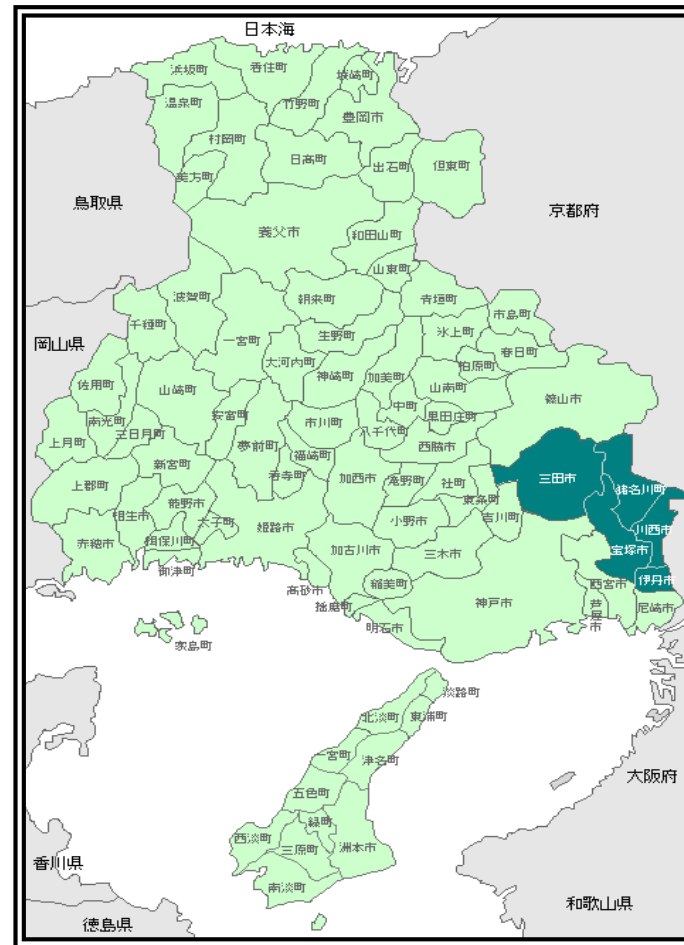 日本海
浜坂町
香住町
城崎町
温泉町
竹野町
豊岡市
村岡町
日高町
出石町
但東町
美方町
鳥取県
京都府
養父市
和田山町
山東町
波賀町
朝来町
青垣町
千種町
市島町
岡山県
一宮町
生野町
氷上町
春日町
大河内町
柏原町
佐用町
山崎町
神崎町
加美町
山南町
篠山市
南光町
安富町
中町
黒田庄町
上月町
三日月町
夢前町
市川町
八千代町
西脇市
新宮町
福崎町
三田市
上郡町
香寺町
加西市
滝野町
社町
猪名川町
龍野市
東条町
相生市
太子町
姫路市
小野市
吉川町
川西市
赤穂市
揖保川町
加古川市
三木市
宝塚市
御津町
稲美町
伊丹市
高砂市
西宮市
播磨町
神戸市
芦屋市
尼崎市
明石市
家島町
淡路町
北淡町
東浦町
一宮町
津名町
大阪府
五色町
緑町
西淡町
三原町
洲本市
香川県
南淡町
和歌山県
徳島県